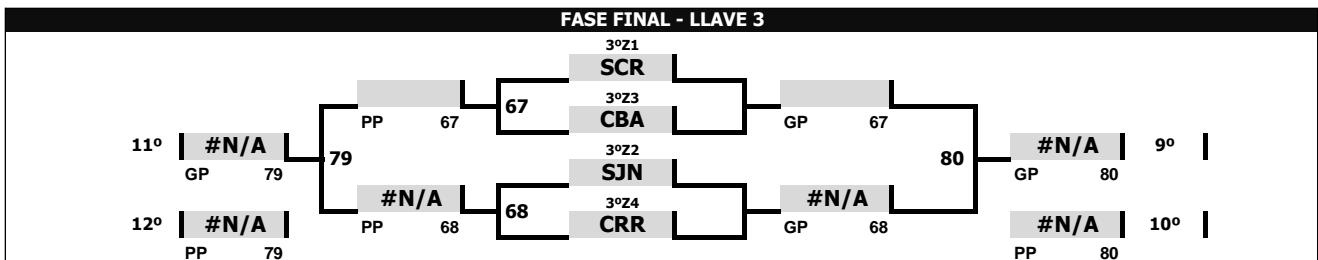 FASE FINAL - LLAVE 3
3ºZ1
SCR
67
3ºZ3
PP 67
CBA
GP 67
11º #N/A
#N/A 9º
79
3ºZ2
80
GP 79
SJN
GP 80
#N/A
68
3ºZ4
#N/A
12º #N/A
PP 68
CRR
GP 68
#N/A 10º
PP 79
PP 80